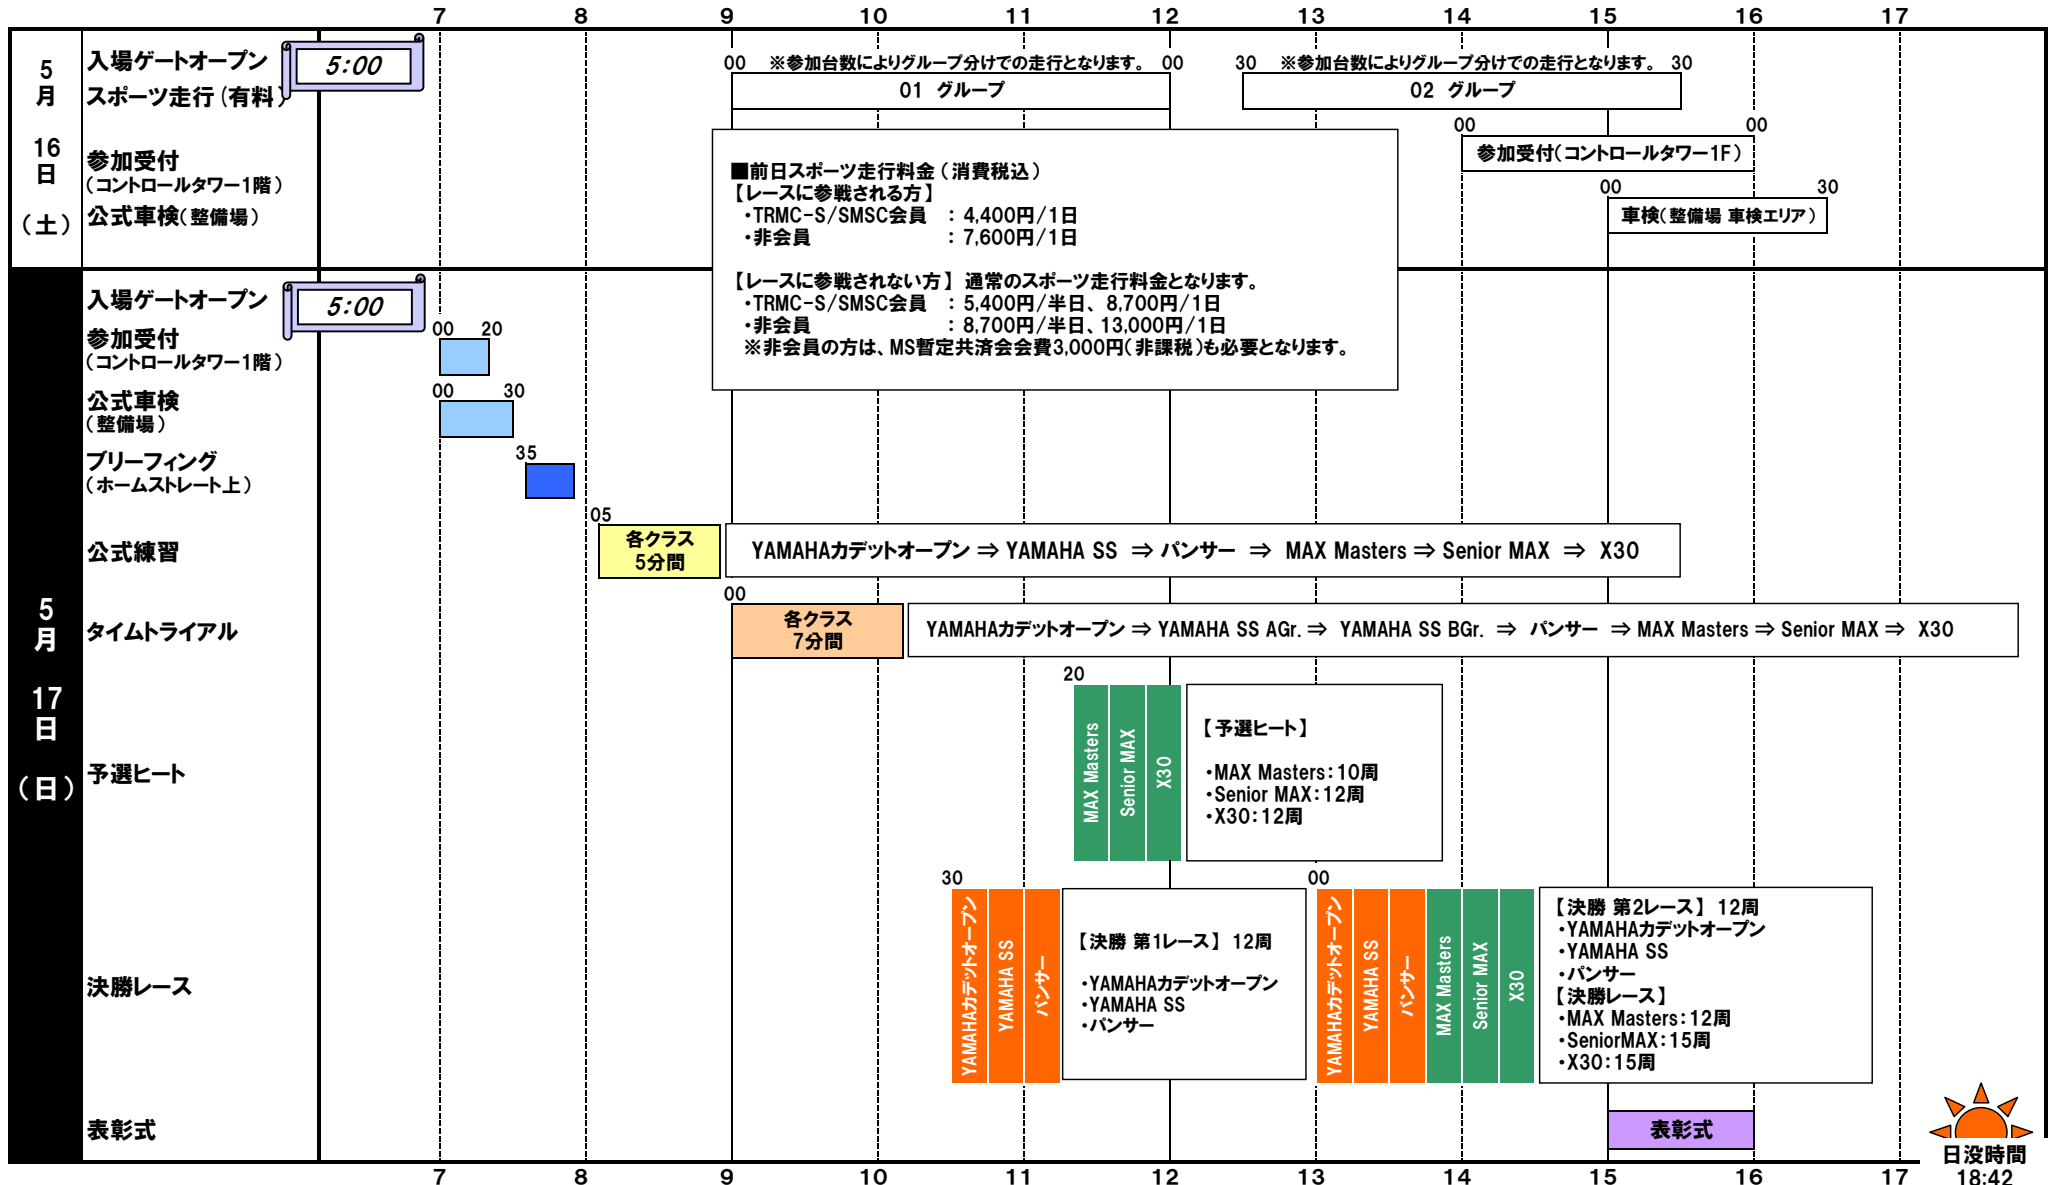 7 8 9 10 11 12 13 14 15 16 17
5月16日(土)
入場ゲートオープン
5:00
スポーツ走行(有料)
00 ※参加台数によりグループ分けでの走行となります。 00
01 グループ
30 ※参加台数によりグループ分けでの走行となります。 30
02 グループ
参加受付
(コントロールタワー1階)
00 00
参加受付(コントロールタワー1F)
公式車検(整備場)
00 30
車検(整備場 車検エリア)
■前日スポーツ走行料金(消費税込)
【レースに参戦される方】
・TRMC-S/SMSC会員 : 4,400円/1日
・非会員 : 7,600円/1日
【レースに参戦されない方】 通常のスポーツ走行料金となります。
・TRMC-S/SMSC会員 : 5,400円/半日、 8,700円/1日
・非会員 : 8,700円/半日、13,000円/1日
※非会員の方は、MS暫定共済会会費3,000円(非課税)も必要となります。
5月17日(日)
入場ゲートオープン
5:00
参加受付
(コントロールタワー1階)
00 20
公式車検
(整備場)
00 30
ブリーフィング
(ホームストレート上)
35
公式練習
05
各クラス
5分間
YAMAHAカデットオープン ⇒ YAMAHA SS ⇒ パンサー ⇒ MAX Masters ⇒ Senior MAX ⇒ X30
タイムトライアル
00
各クラス
7分間
YAMAHAカデットオープン ⇒ YAMAHA SS AGr. ⇒ YAMAHA SS BGr. ⇒ パンサー ⇒ MAX Masters ⇒ Senior MAX ⇒ X30
予選ヒート
20
MAX Masters
Senior MAX
X30
【予選ヒート】
・MAX Masters:10周
・Senior MAX:12周
・X30:12周
決勝レース
30
YAMAHAカデットオープン
YAMAHA SS
パンサー
【決勝 第1レース】 12周
・YAMAHAカデットオープン
・YAMAHA SS
・パンサー
00
YAMAHAカデットオープン
YAMAHA SS
パンサー
MAX Masters
Senior MAX
X30
【決勝 第2レース】 12周
・YAMAHAカデットオープン
・YAMAHA SS
・パンサー
【決勝レース】
・MAX Masters:12周
・SeniorMAX:15周
・X30:15周
表彰式
表彰式
日没時間
18:42
7 8 9 10 11 12 13 14 15 16 17